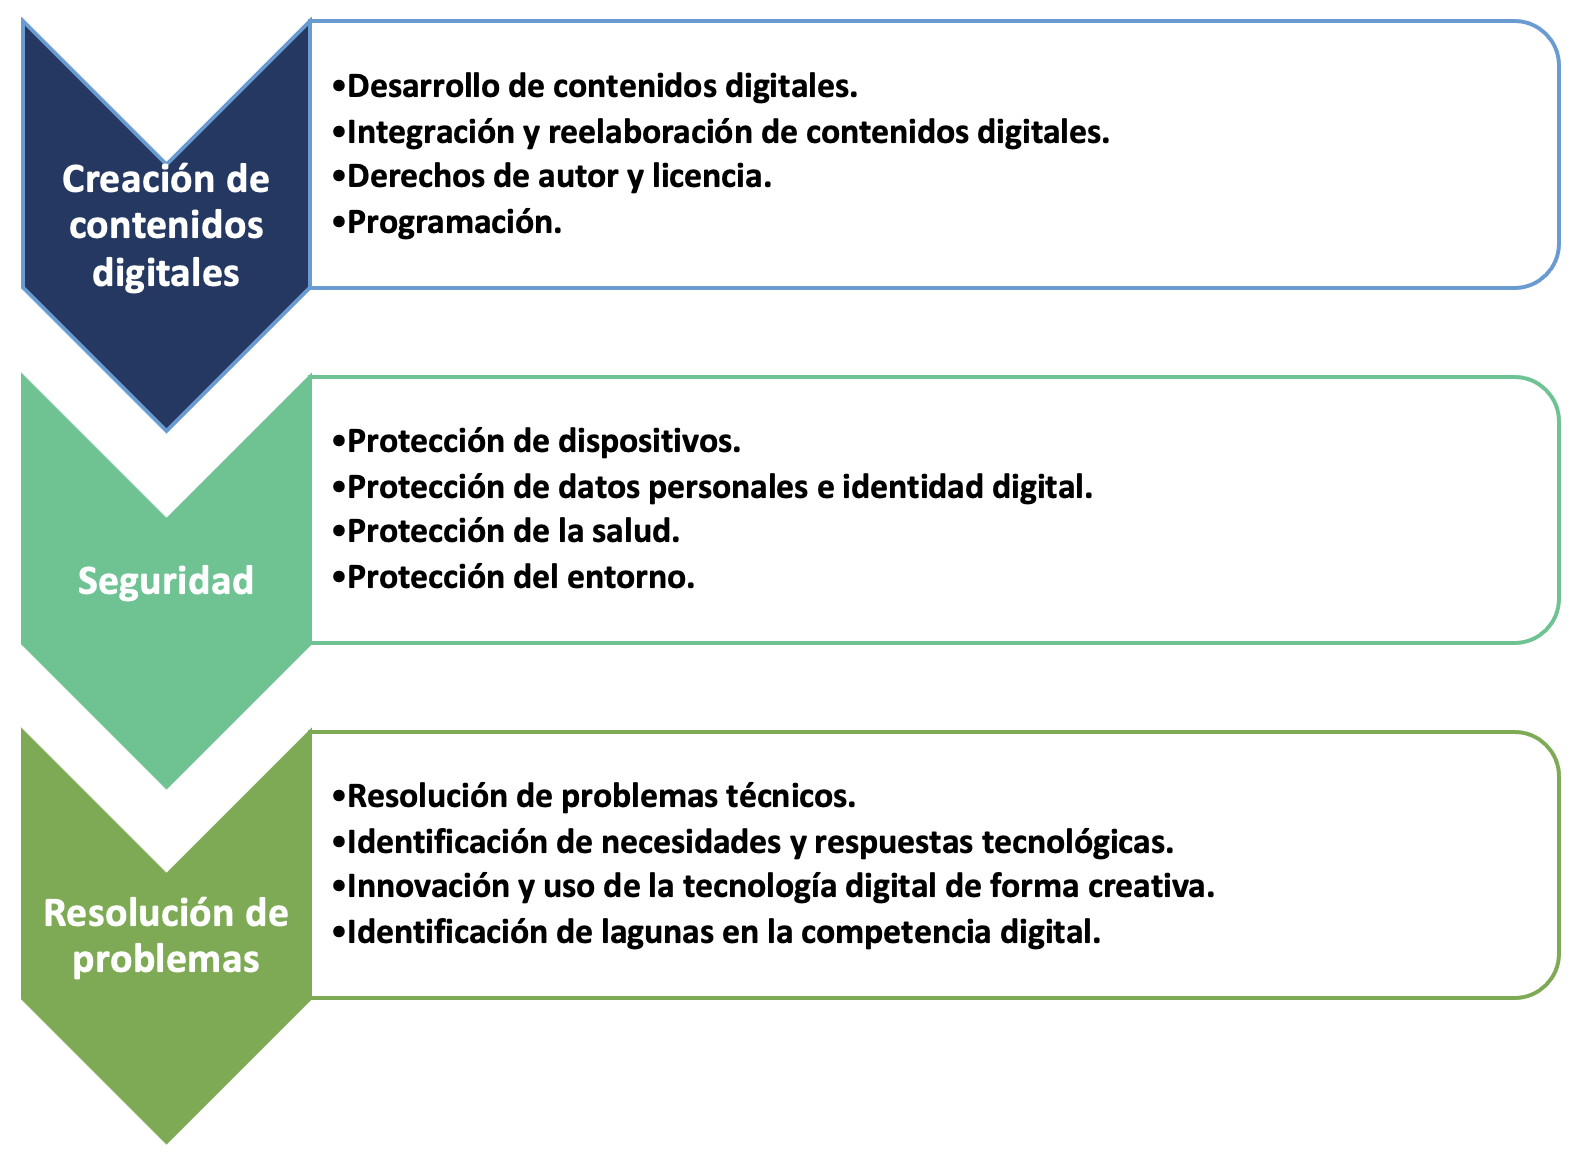 Creación de
contenidos
digitales
•Desarrollo de contenidos digitales.
•Integración y reelaboración de contenidos digitales.
•Derechos de autor y licencia.
•Programación.
Seguridad
•Protección de dispositivos.
•Protección de datos personales e identidad digital.
•Protección de la salud.
•Protección del entorno.
Resolución de
problemas
•Resolución de problemas técnicos.
•Identificación de necesidades y respuestas tecnológicas.
•Innovación y uso de la tecnología digital de forma creativa.
•Identificación de lagunas en la competencia digital.